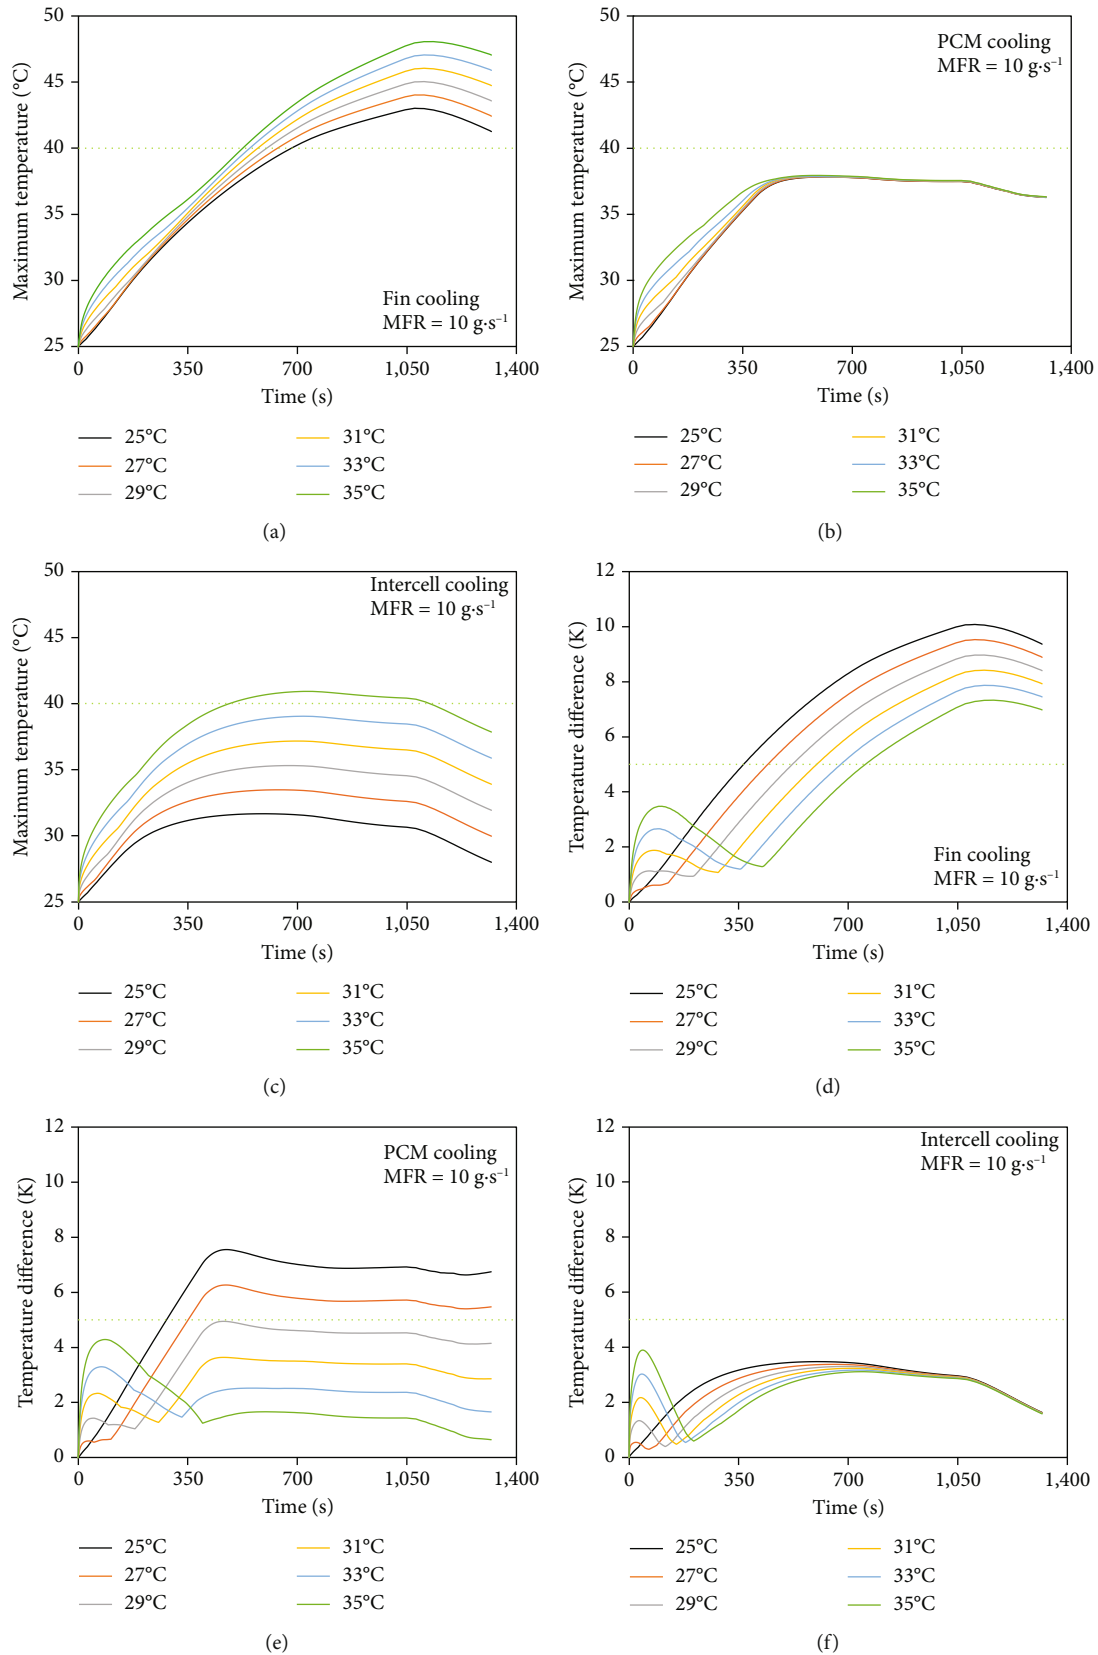 50
45
40
35
30
25
Maximum temperature (°C)
Fin cooling
MFR = 10 g·s⁻¹
0 350 700 1,050 1,400
Time (s)
25°C 31°C
27°C 33°C
29°C 35°C
(a)
50
45
40
35
30
25
Maximum temperature (°C)
PCM cooling
MFR = 10 g·s⁻¹
0 350 700 1,050 1,400
Time (s)
25°C 31°C
27°C 33°C
29°C 35°C
(b)
50
45
40
35
30
25
Maximum temperature (°C)
Intercell cooling
MFR = 10 g·s⁻¹
0 350 700 1,050 1,400
Time (s)
25°C 31°C
27°C 33°C
29°C 35°C
(c)
12
10
8
6
4
2
0
Temperature difference (K)
Fin cooling
MFR = 10 g·s⁻¹
0 350 700 1,050 1,400
Time (s)
25°C 31°C
27°C 33°C
29°C 35°C
(d)
12
10
8
6
4
2
0
Temperature difference (K)
PCM cooling
MFR = 10 g·s⁻¹
0 350 700 1,050 1,400
Time (s)
25°C 31°C
27°C 33°C
29°C 35°C
(e)
12
10
8
6
4
2
0
Temperature difference (K)
Intercell cooling
MFR = 10 g·s⁻¹
0 350 700 1,050 1,400
Time (s)
25°C 31°C
27°C 33°C
29°C 35°C
(f)